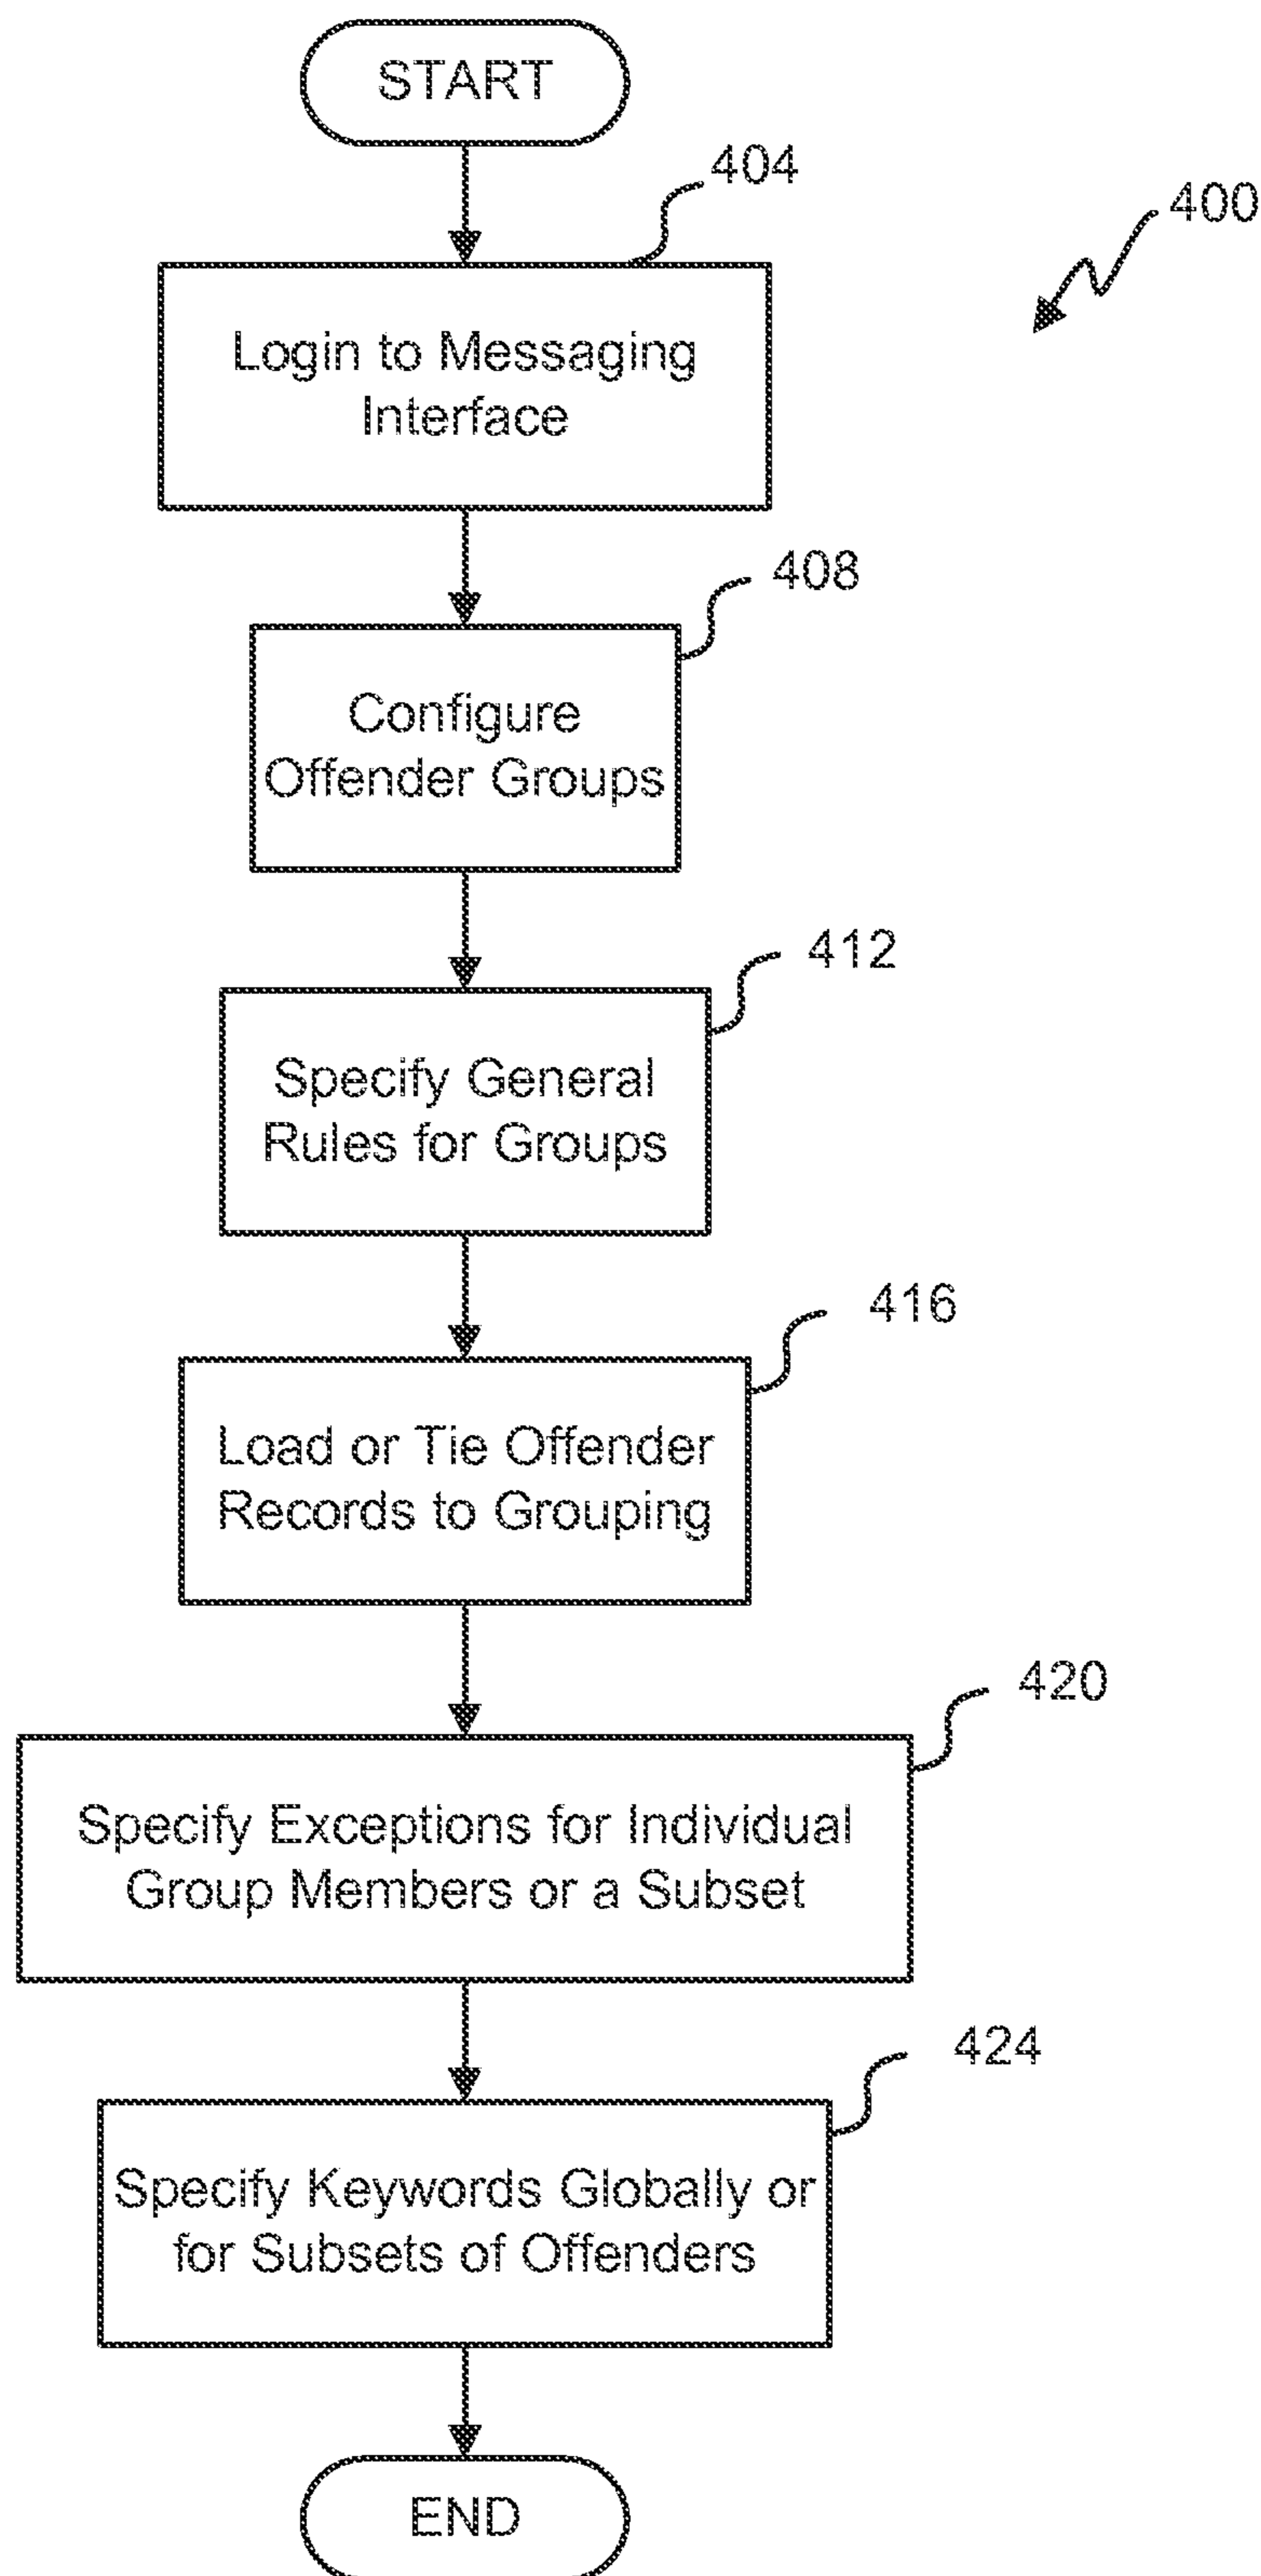 START
404
400
Login to Messaging
Interface
408
Configure
Offender Groups
412
Specify General
Rules for Groups
416
Load or Tie Offender
Records to Grouping
420
Specify Exceptions for Individual
Group Members or a Subset
424
Specify Keywords Globally or
for Subsets of Offenders
END